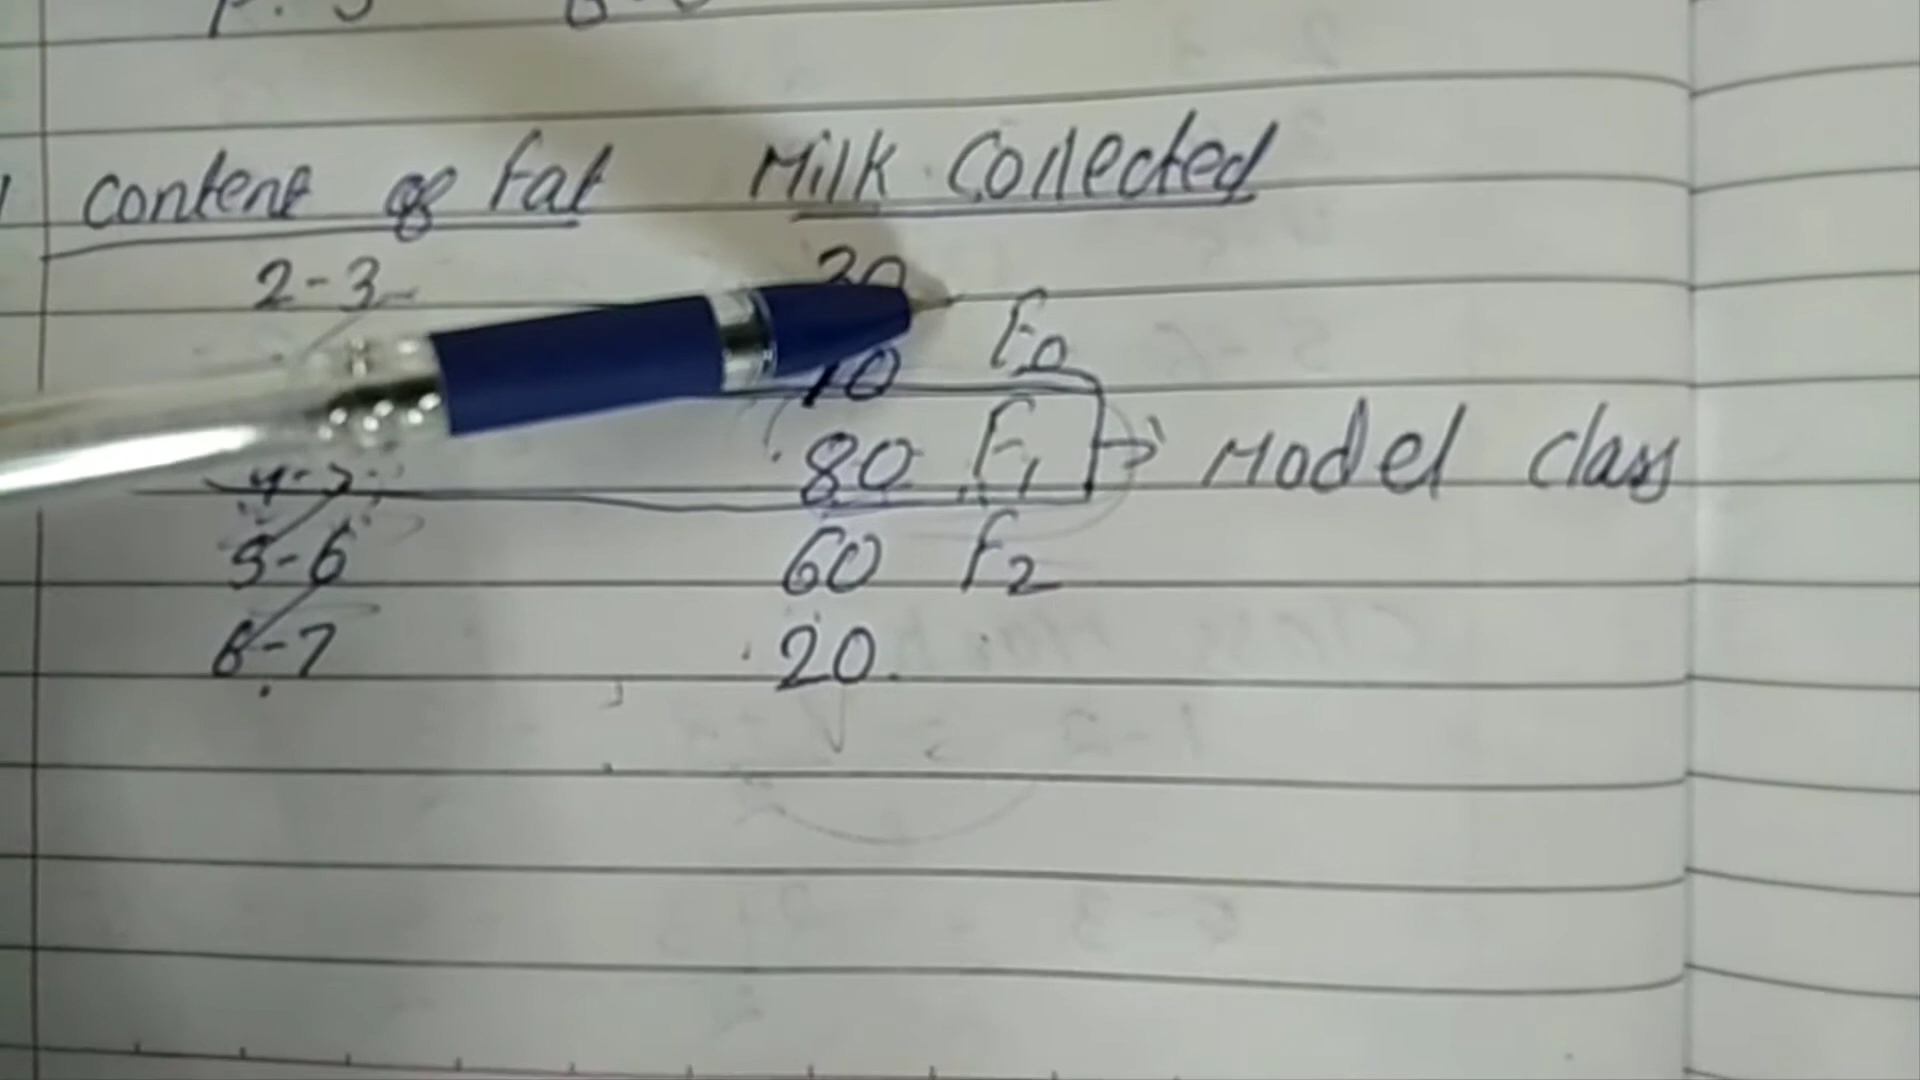 content of Fat Milk Collected
2-3
F0
80 F1 → Model class
5-6 60 F2
6-7 20